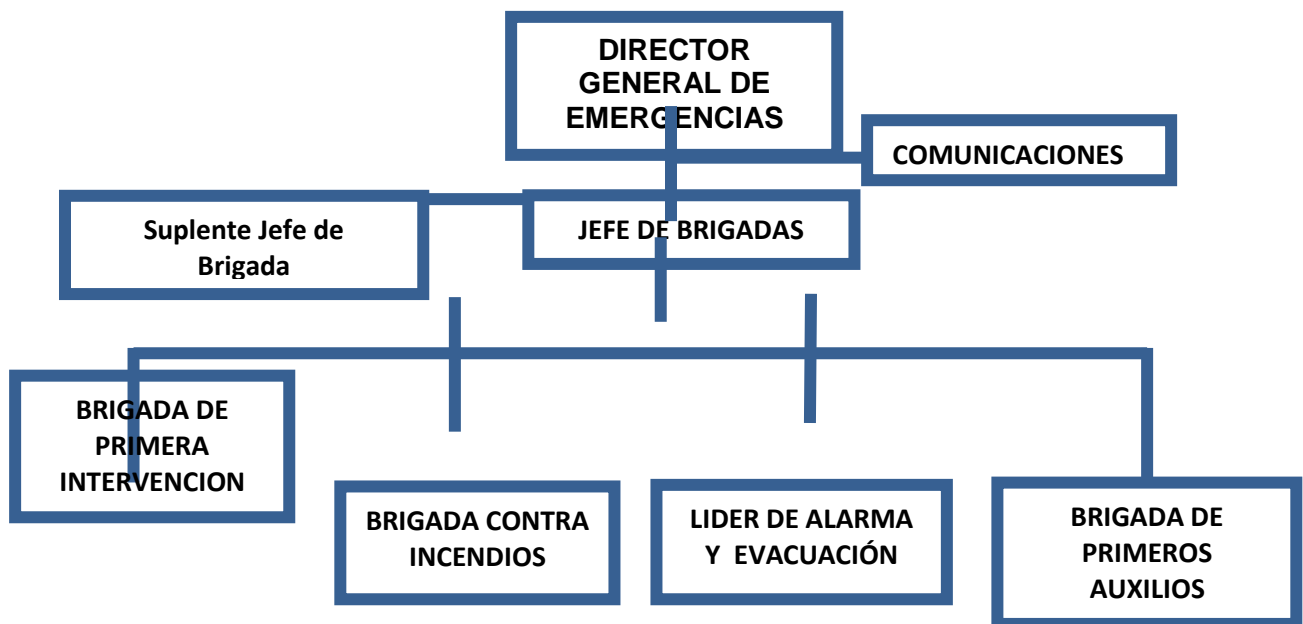 DIRECTOR
GENERAL DE
EMERGENCIAS
COMUNICACIONES
Suplente Jefe de
Brigada
JEFE DE BRIGADAS
BRIGADA DE
PRIMERA
INTERVENCION
BRIGADA CONTRA
INCENDIOS
LIDER DE ALARMA
Y EVACUACIÓN
BRIGADA DE
PRIMEROS
AUXILIOS